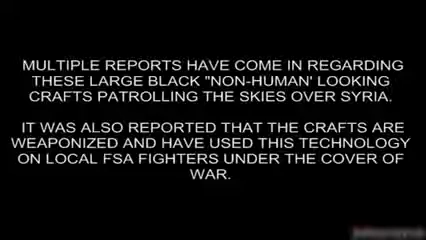 MULTIPLE REPORTS HAVE COME IN REGARDING
THESE LARGE BLACK "NON-HUMAN' LOOKING
CRAFTS PATROLLING THE SKIES OVER SYRIA.
IT WAS ALSO REPORTED THAT THE CRAFTS ARE
WEAPONIZED AND HAVE USED THIS TECHNOLOGY
ON LOCAL FSA FIGHTERS UNDER THE COVER OF
WAR.